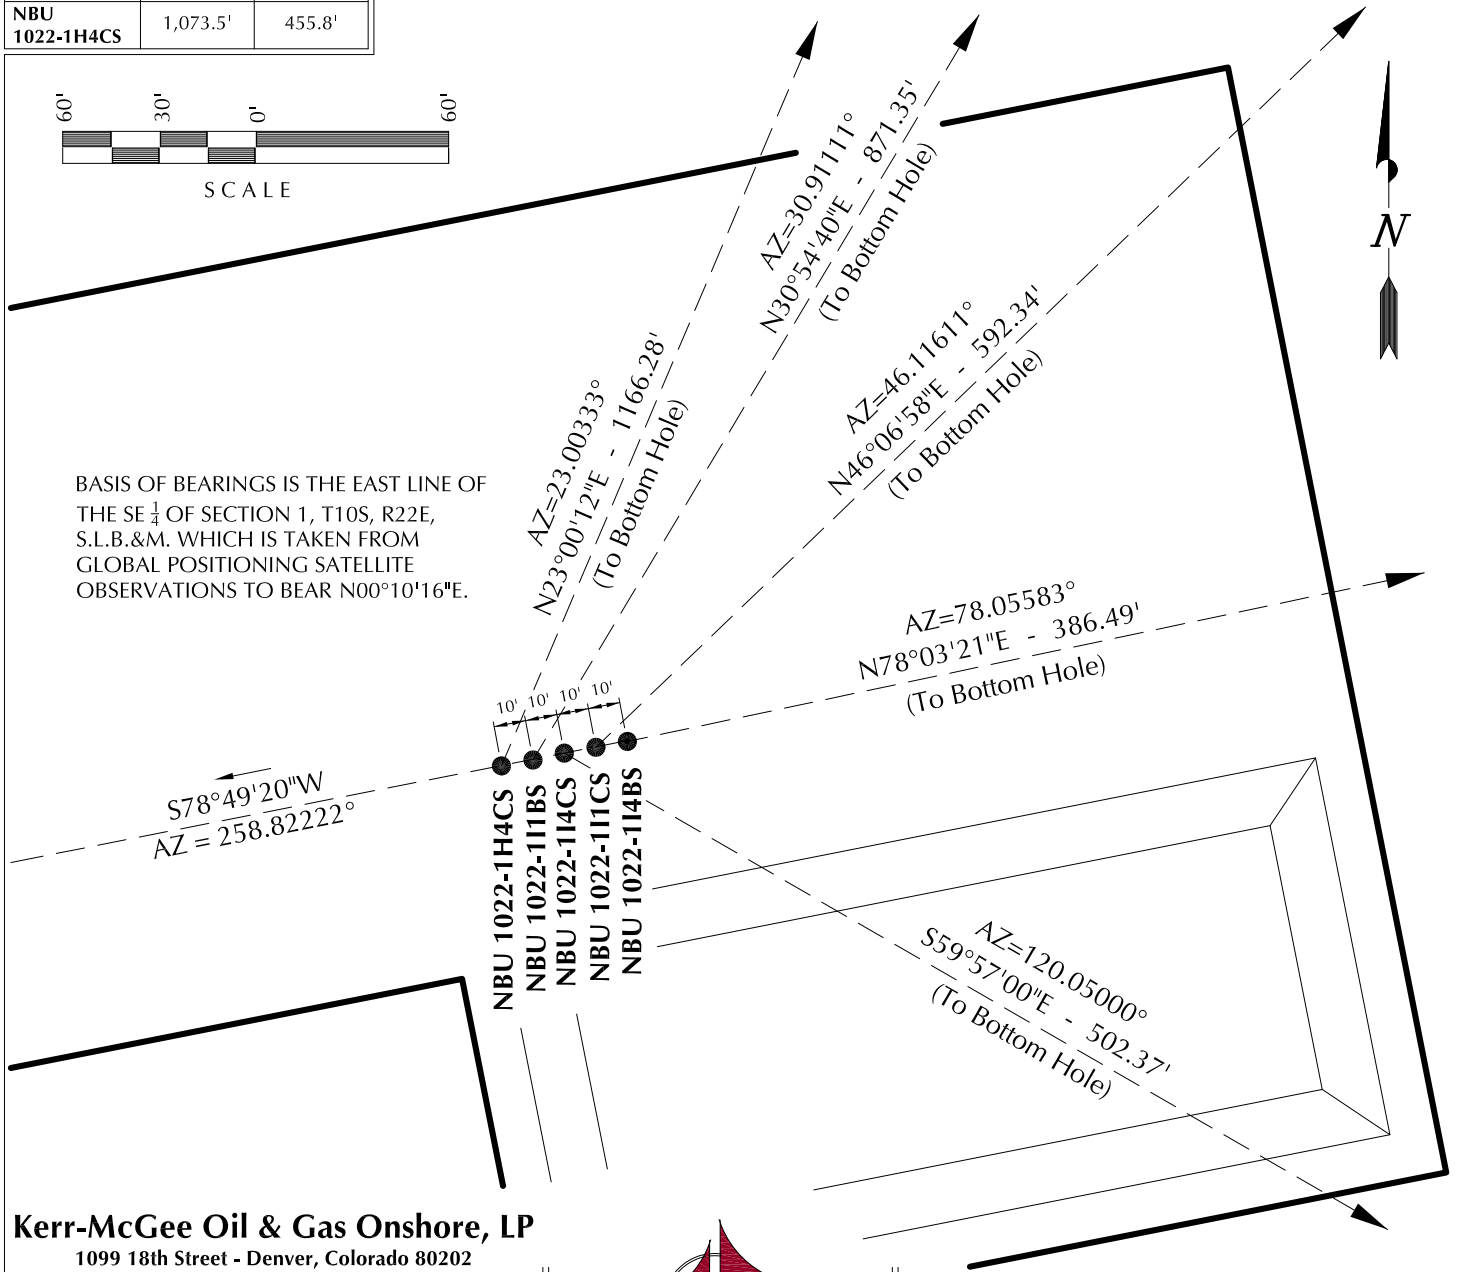 NBU
1022-1H4CS
1,073.5'
455.8'
60'
30'
0'
60'
SCALE
AZ=30.91111°
N30°54'40"E - 871.35'
(To Bottom Hole)
N
AZ=46.11611°
N46°06'58"E - 592.34'
(To Bottom Hole)
AZ=23.00333°
N23°00'12"E - 1166.28'
(To Bottom Hole)
BASIS OF BEARINGS IS THE EAST LINE OF
THE SE 1/4 OF SECTION 1, T10S, R22E,
S.L.B.&M. WHICH IS TAKEN FROM
GLOBAL POSITIONING SATELLITE
OBSERVATIONS TO BEAR N00°10'16"E.
AZ=78.05583°
N78°03'21"E - 386.49'
(To Bottom Hole)
10'
10'
10'
10'
S78°49'20"W
AZ = 258.82222°
NBU 1022-1H4CS
NBU 1022-1I1BS
NBU 1022-1I4CS
NBU 1022-1I1CS
NBU 1022-1I4BS
AZ=120.05000°
S59°57'00"E - 502.37'
(To Bottom Hole)
Kerr-McGee Oil & Gas Onshore, LP
1099 18th Street - Denver, Colorado 80202